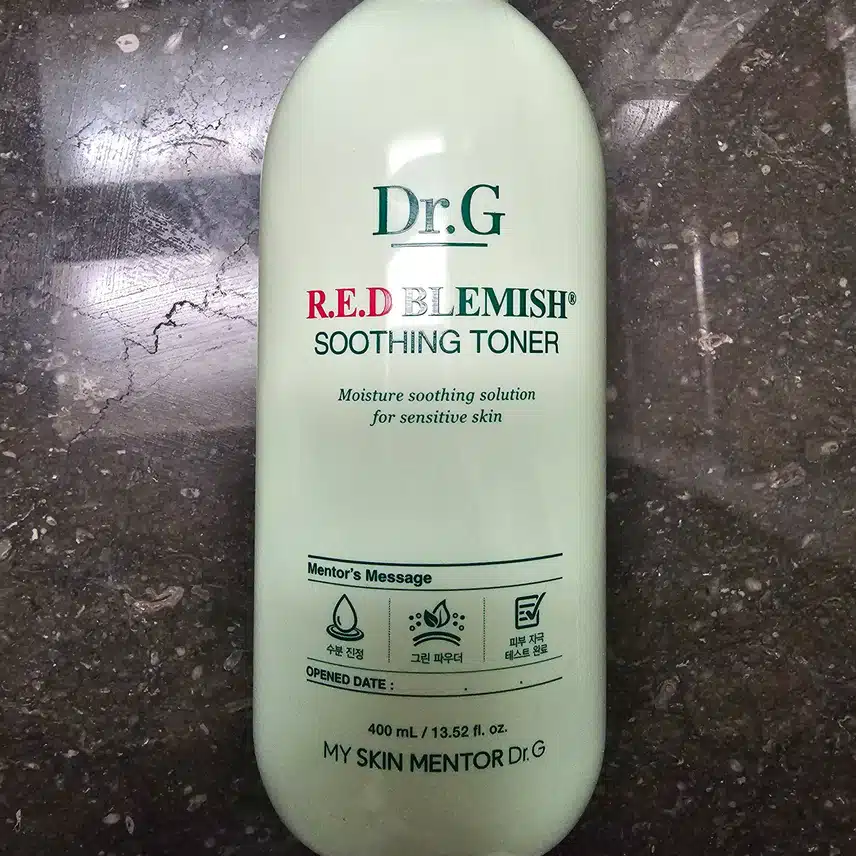 Dr.G
R.E.D BLEMISH®
SOOTHING TONER
Moisture soothing solution
for sensitive skin
Mentor's Message
수분 진정
그린 파우더
피부 자극
테스트 완료
OPENED DATE : . .
400 mL / 13.52 fl. oz.
MY SKIN MENTOR Dr.G